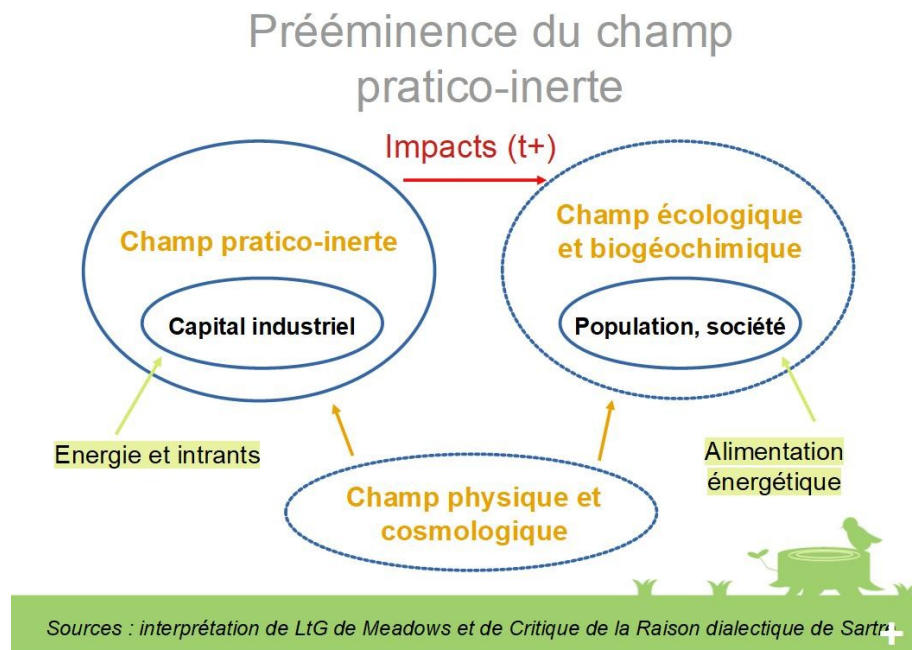 Prééminence du champ
pratico-inerte
Impacts (t+)
Champ pratico-inerte
Capital industriel
Champ écologique
et biogéochimique
Population, société
Energie et intrants
Alimentation
énergétique
Champ physique et
cosmologique
Sources : interprétation de LtG de Meadows et de Critique de la Raison dialectique de Sartre